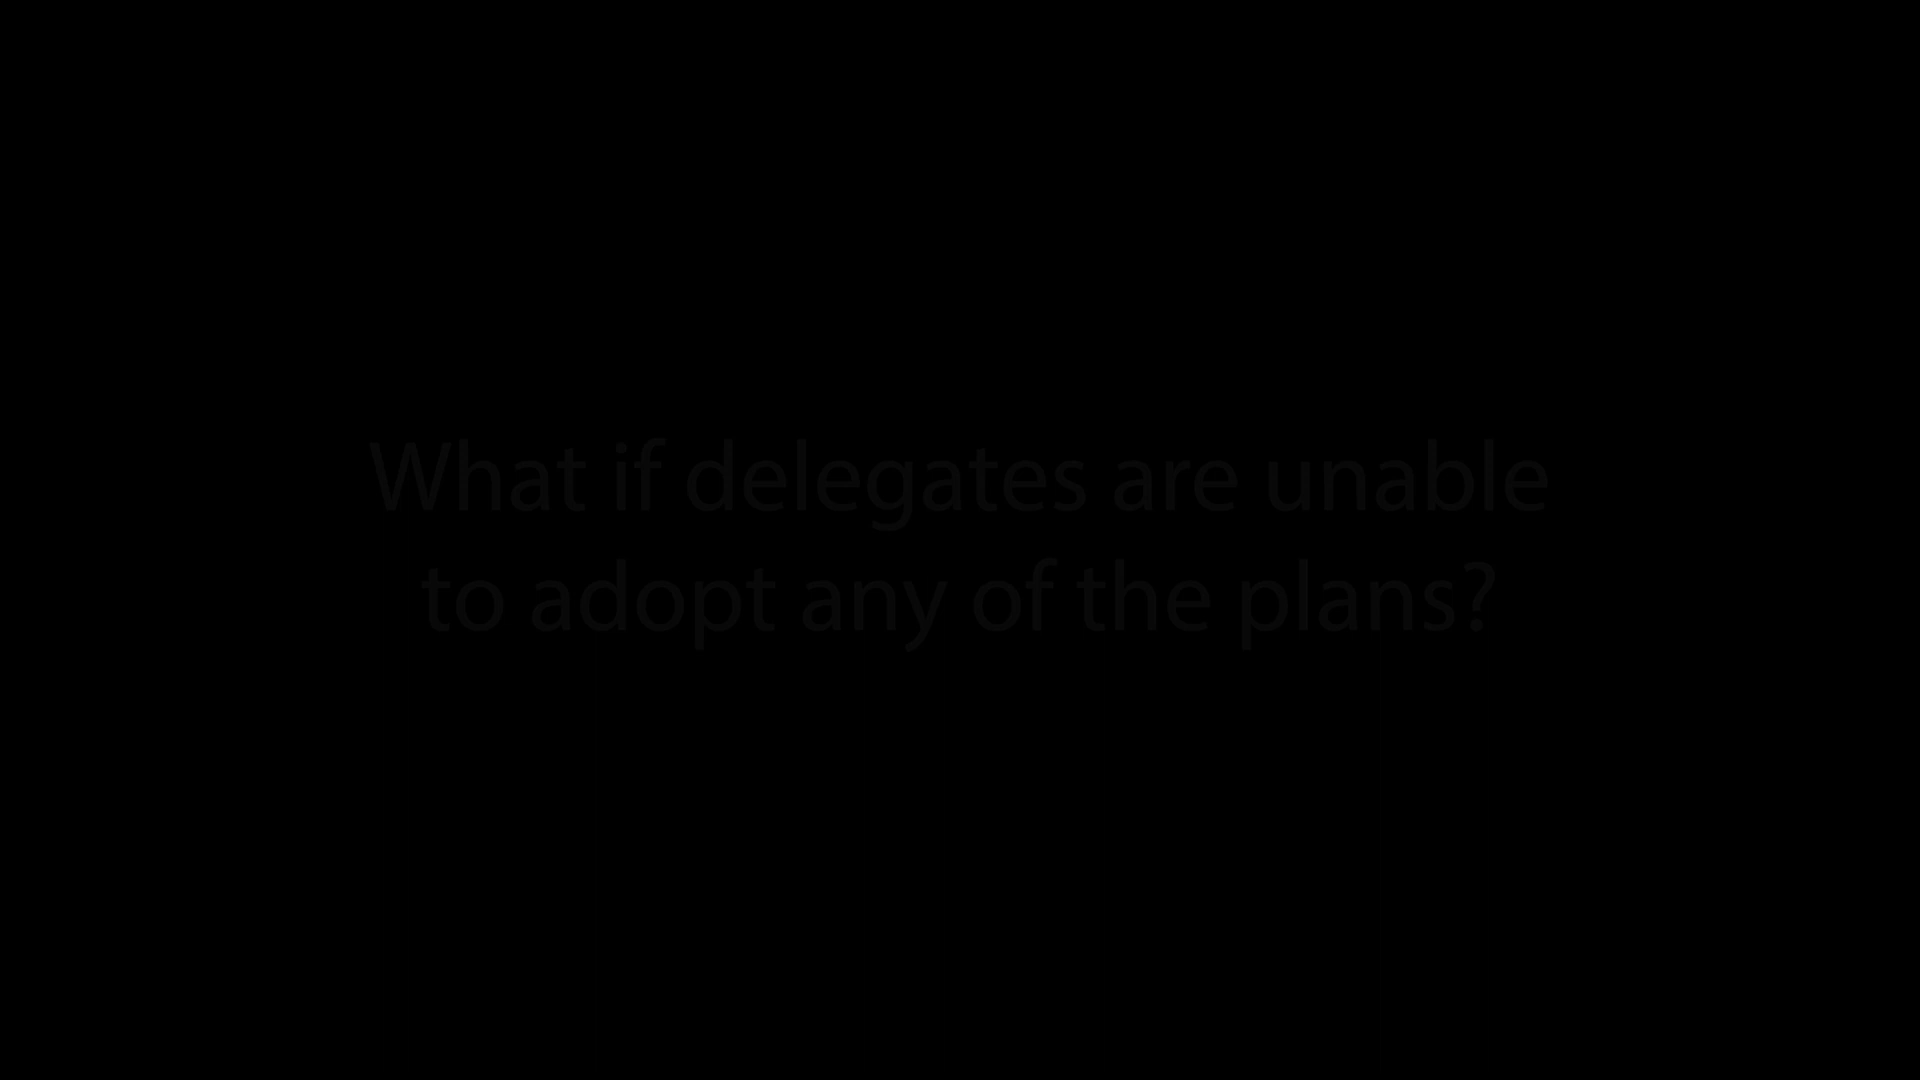 What if delegates are unable
to adopt any of the plans?